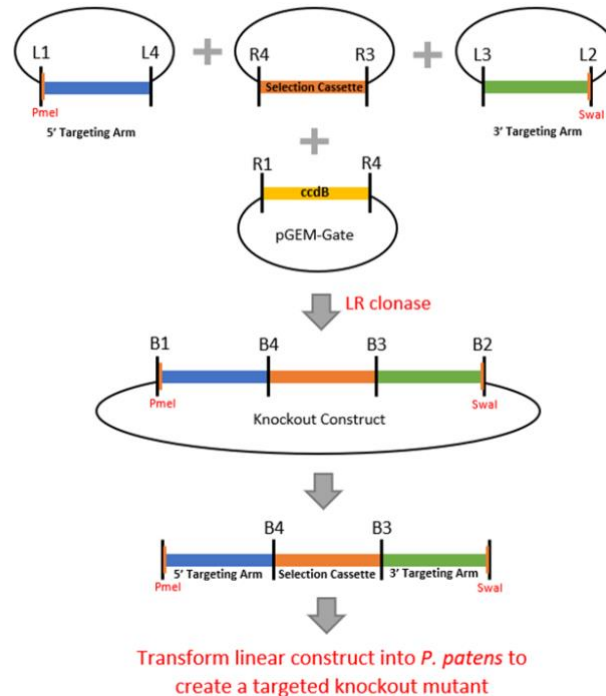 L1 L4 R4 R3 L3 L2
Selection Cassette
PmeI SwaI
5' Targeting Arm 3' Targeting Arm
R1 R4
ccdB
pGEM-Gate
LR clonase
B1 B4 B3 B2
PmeI SwaI
Knockout Construct
B4 B3
5' Targeting Arm Selection Cassette 3' Targeting Arm
PmeI SwaI
Transform linear construct into P. patens to
create a targeted knockout mutant